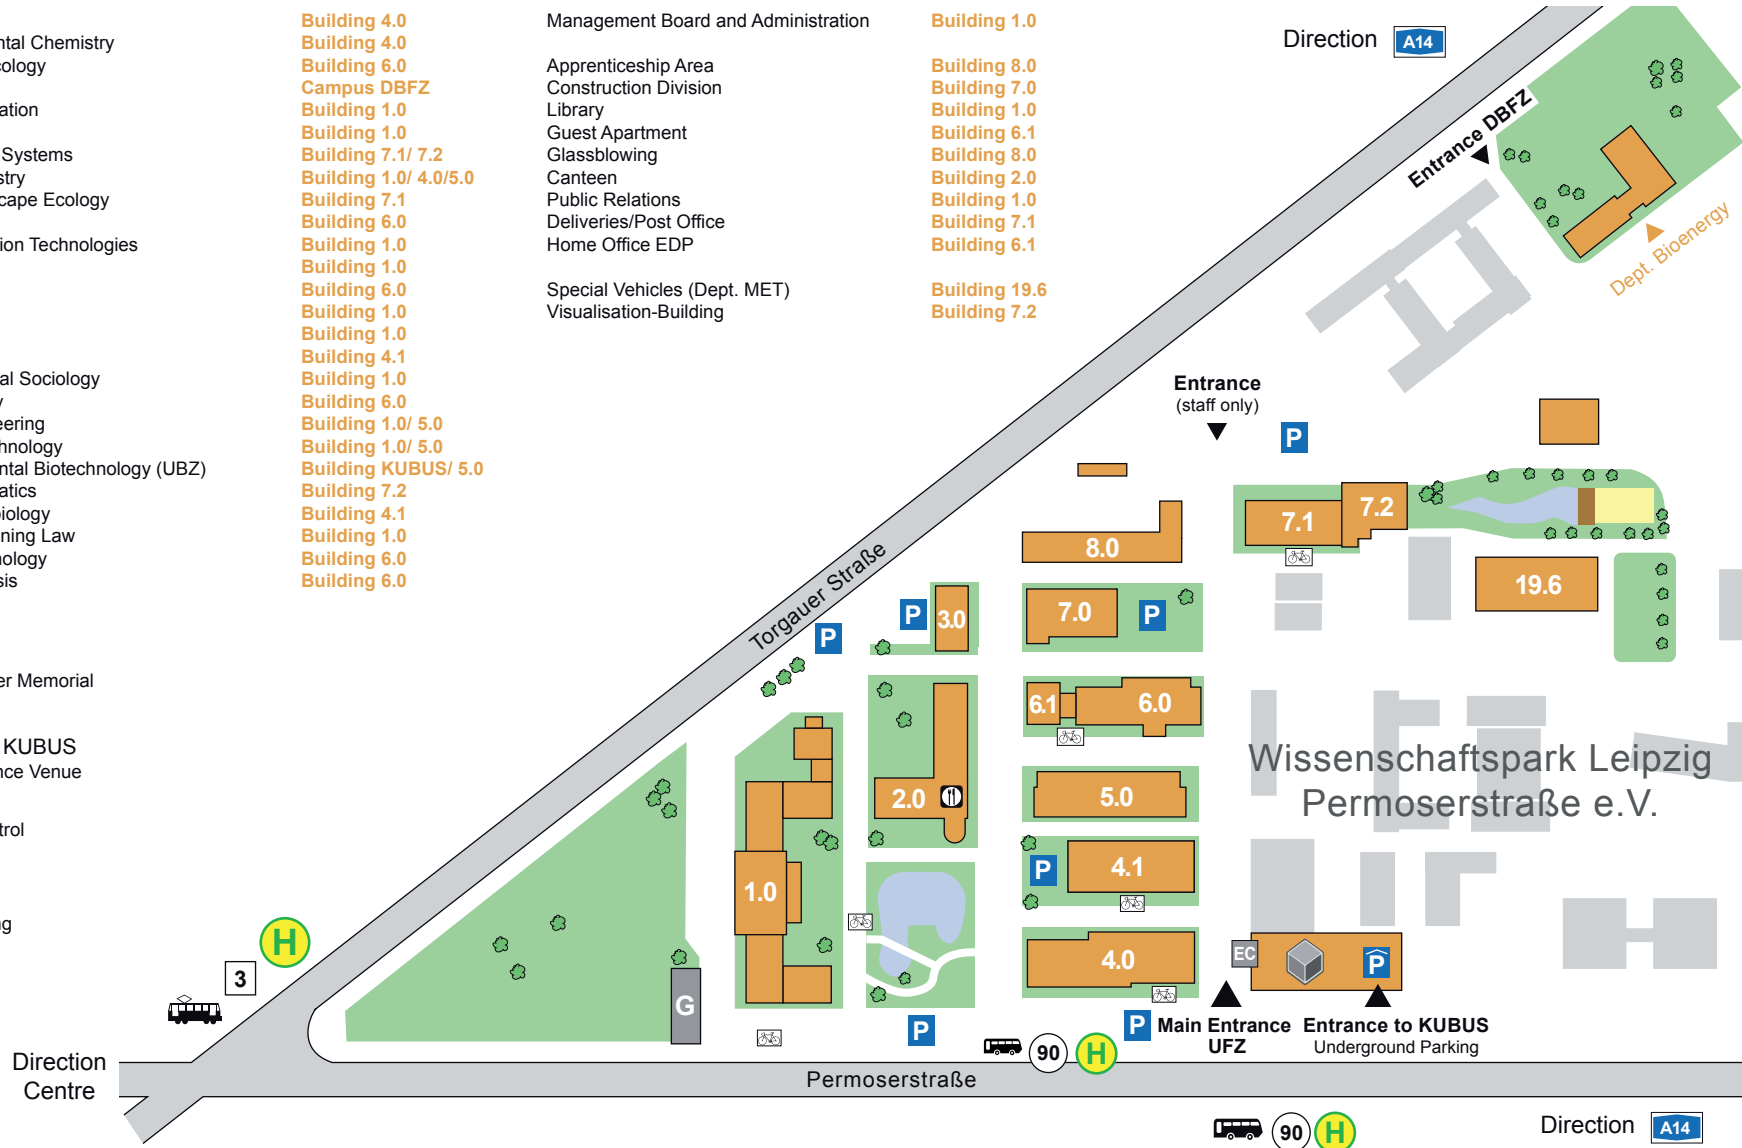 Building 4.0
ntal Chemistry Building 4.0
cology Building 6.0
Campus DBFZ
ation Building 1.0
Building 1.0
Systems Building 7.1/ 7.2
stry Building 1.0/ 4.0/5.0
cape Ecology Building 7.1
Building 6.0
ion Technologies Building 1.0
Building 1.0
Building 6.0
Building 1.0
Building 1.0
Building 4.1
al Sociology Building 1.0
y Building 6.0
eering Building 1.0/ 5.0
hnology Building 1.0/ 5.0
ntal Biotechnology (UBZ) Building KUBUS/ 5.0
atics Building 7.2
biology Building 4.1
ning Law Building 1.0
nology Building 6.0
sis Building 6.0
er Memorial
KUBUS
nce Venue
trol
g
Management Board and Administration Building 1.0
Apprenticeship Area Building 8.0
Construction Division Building 7.0
Library Building 1.0
Guest Apartment Building 6.1
Glassblowing Building 8.0
Canteen Building 2.0
Public Relations Building 1.0
Deliveries/Post Office Building 7.1
Home Office EDP Building 6.1
Special Vehicles (Dept. MET) Building 19.6
Visualisation-Building Building 7.2
Direction A14
Entrance DBFZ
Dept. Bioenergy
Entrance
(staff only)
P
7.1
7.2
8.0
19.6
Torgauer Straße
P
P
3.0
7.0
P
6.1
6.0
Wissenschaftspark Leipzig
Permoserstraße e.V.
2.0
5.0
1.0
P
4.1
H
3
4.0
EC
P
G
P
P
Main Entrance
UFZ
Entrance to KUBUS
Underground Parking
90
H
Direction
Centre
Permoserstraße
90
H
Direction A14